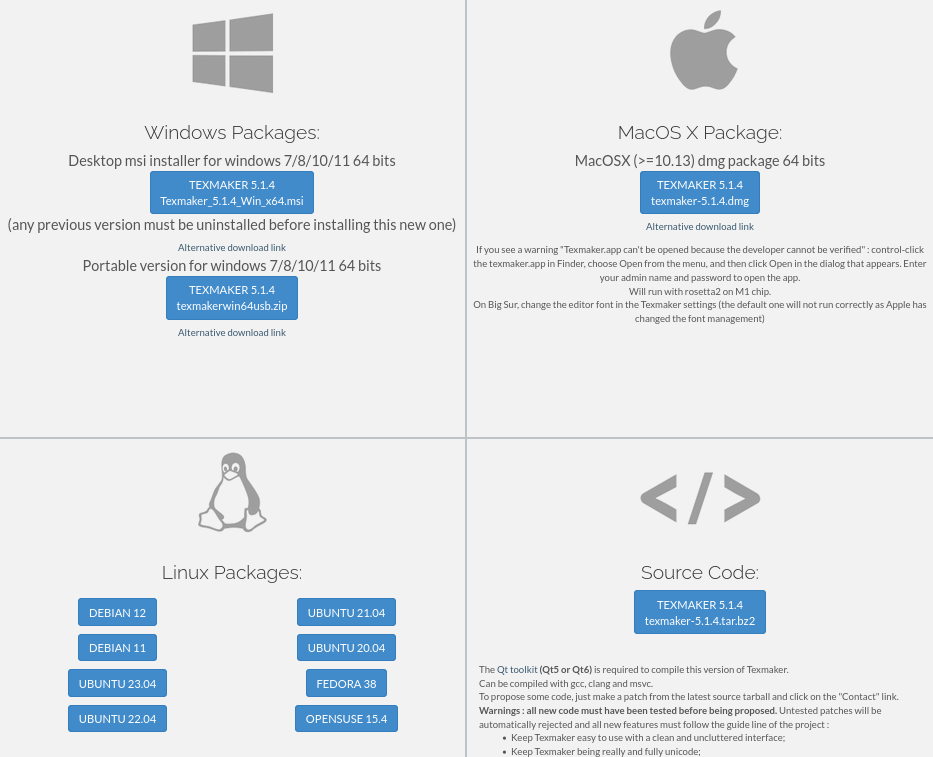 Windows Packages:
Desktop msi installer for windows 7/8/10/11 64 bits
TEXMAKER 5.1.4
Texmaker_5.1.4_Win_x64.msi
(any previous version must be uninstalled before installing this new one)
Alternative download link
Portable version for windows 7/8/10/11 64 bits
TEXMAKER 5.1.4
texmakerwin64usb.zip
Alternative download link
MacOS X Package:
MacOSX (>=10.13) dmg package 64 bits
TEXMAKER 5.1.4
texmaker-5.1.4.dmg
Alternative download link
If you see a warning "Texmaker.app can't be opened because the developer cannot be verified" : control-click
the texmaker.app in Finder, choose Open from the menu, and then click Open in the dialog that appears. Enter
your admin name and password to open the app.
Will run with rosetta2 on M1 chip.
On Big Sur, change the editor font in the Texmaker settings (the default one will not run correctly as Apple has
changed the font management)
Linux Packages:
DEBIAN 12
DEBIAN 11
UBUNTU 23.04
UBUNTU 22.04
UBUNTU 21.04
UBUNTU 20.04
FEDORA 38
OPENSUSE 15.4
</>
Source Code:
TEXMAKER 5.1.4
texmaker-5.1.4.tar.bz2
The Qt toolkit (Qt5 or Qt6) is required to compile this version of Texmaker.
Can be compiled with gcc, clang and msvc.
To propose some code, just make a patch from the latest source tarball and click on the "Contact" link.
Warnings : all new code must have been tested before being proposed. Untested patches will be
automatically rejected and all new features must follow the guide line of the project :
• Keep Texmaker easy to use with a clean and uncluttered interface;
• Keep Texmaker being really and fully unicode;